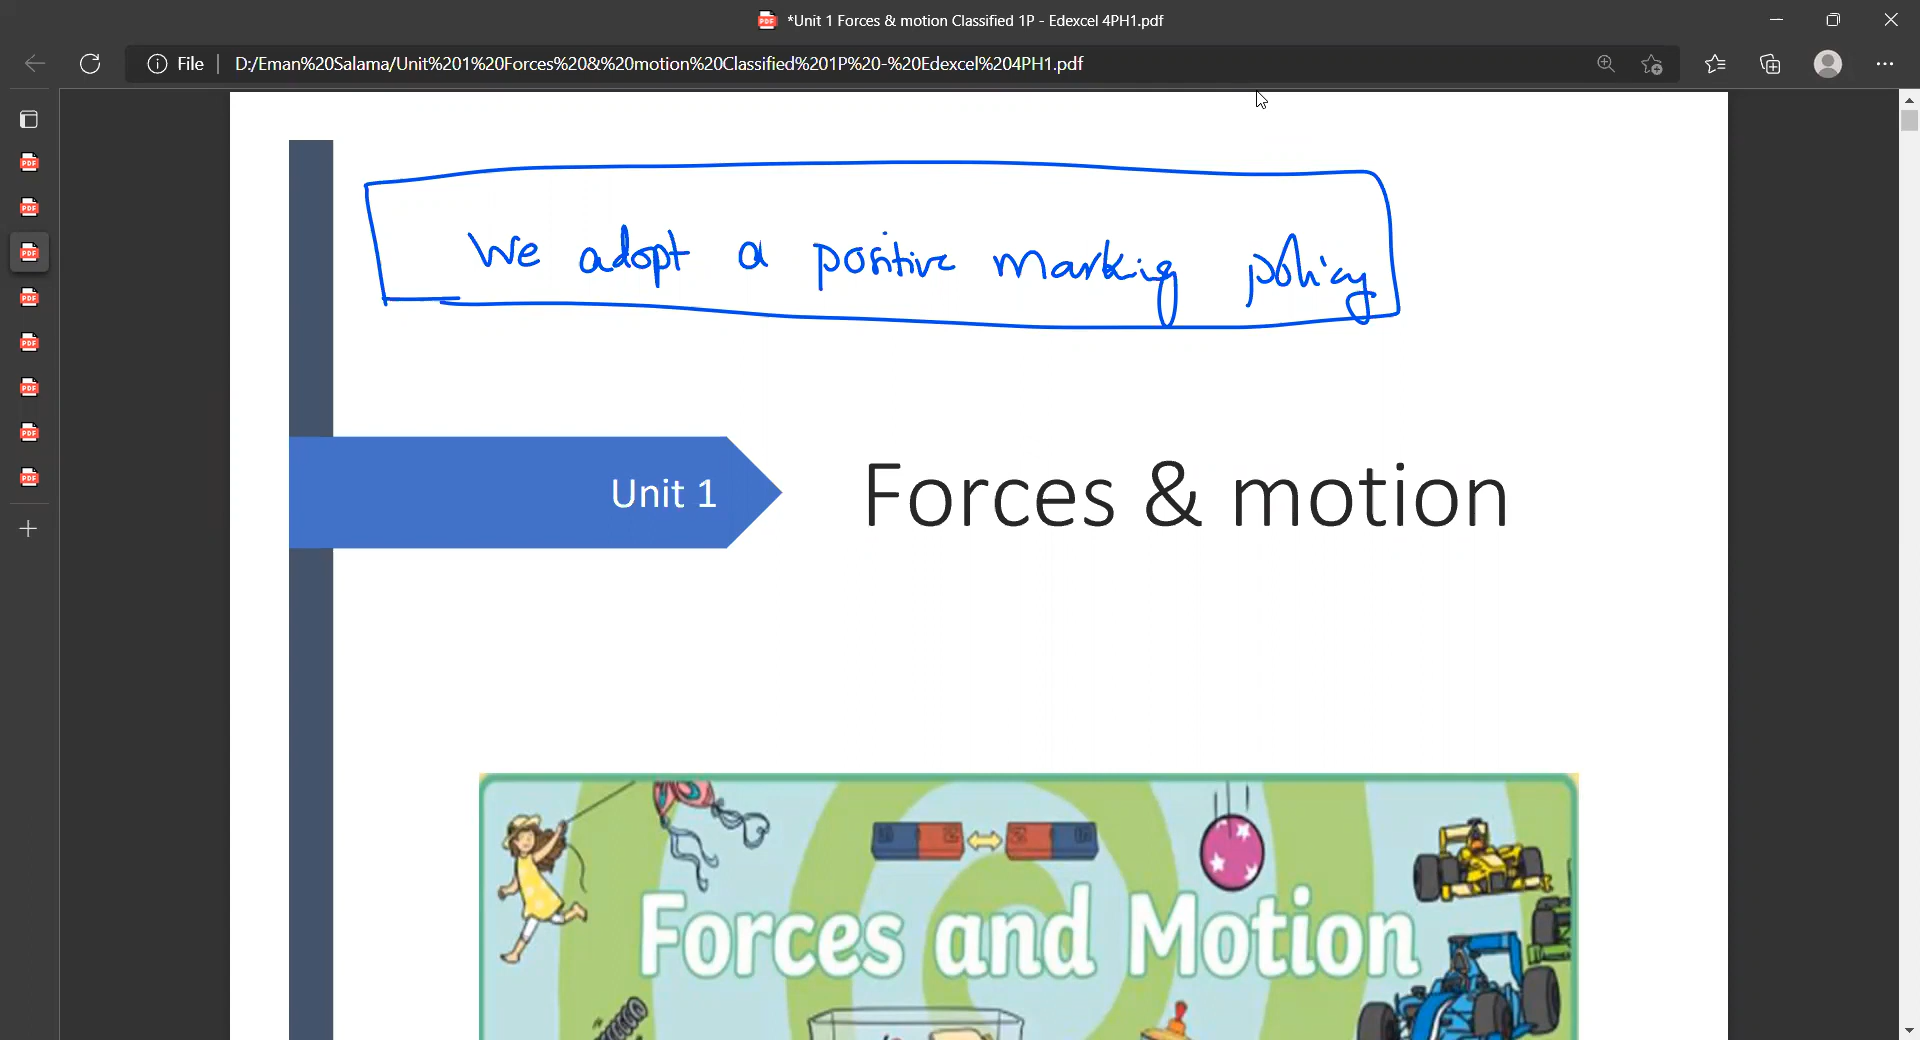 *Unit 1 Forces & motion Classified 1P - Edexcel 4PH1.pdf
File D:/Eman%20Salama/Unit%201%20Forces%20&%20motion%20Classified%201P%20-%20Edexcel%204PH1.pdf
We adopt a positive marking policy
Unit 1 Forces & motion
Forces and Motion